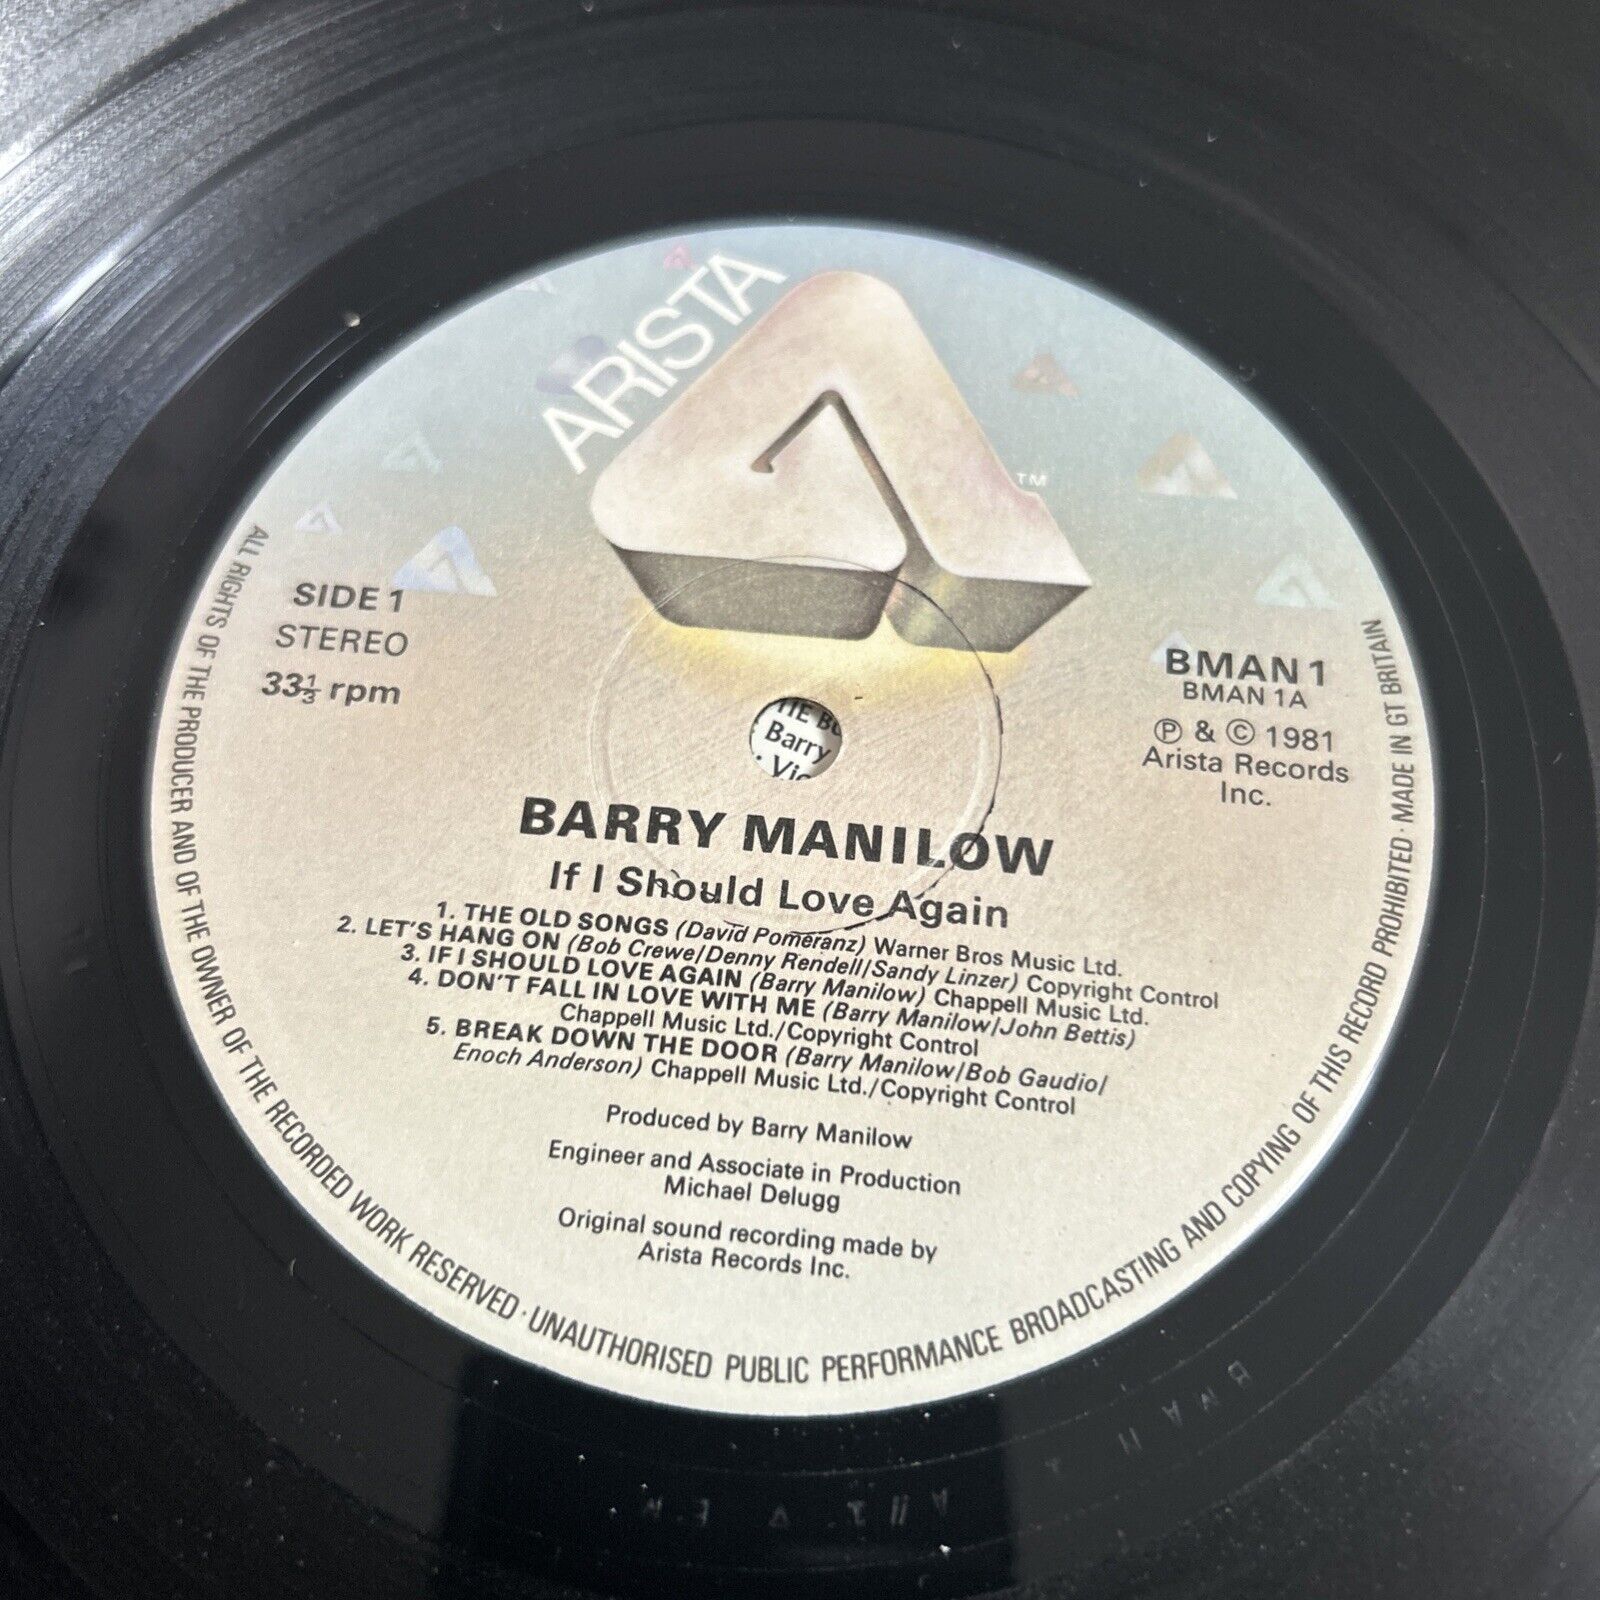 ARISTA
TM
SIDE 1
STEREO
33⅓ rpm
BMAN 1
BMAN 1A
Ⓟ & © 1981
Arista Records
Inc.
Barry
BARRY MANILOW
If I Should Love Again
1. THE OLD SONGS (David Pomeranz) Warner Bros Music Ltd.
2. LET'S HANG ON (Bob Crewe/Denny Rendell/Sandy Linzer) Copyright Control
3. IF I SHOULD LOVE AGAIN (Barry Manilow) Chappell Music Ltd.
4. DON'T FALL IN LOVE WITH ME (Barry Manilow/John Bettis)
Chappell Music Ltd./Copyright Control
5. BREAK DOWN THE DOOR (Barry Manilow/Bob Gaudio/
Enoch Anderson) Chappell Music Ltd./Copyright Control
Produced by Barry Manilow
Engineer and Associate in Production
Michael Delugg
Original sound recording made by
Arista Records Inc.
ALL RIGHTS OF THE PRODUCER AND OF THE OWNER OF THE RECORDED WORK RESERVED · UNAUTHORISED PUBLIC PERFORMANCE BROADCASTING AND COPYING OF THIS RECORD PROHIBITED · MADE IN GT BRITAIN